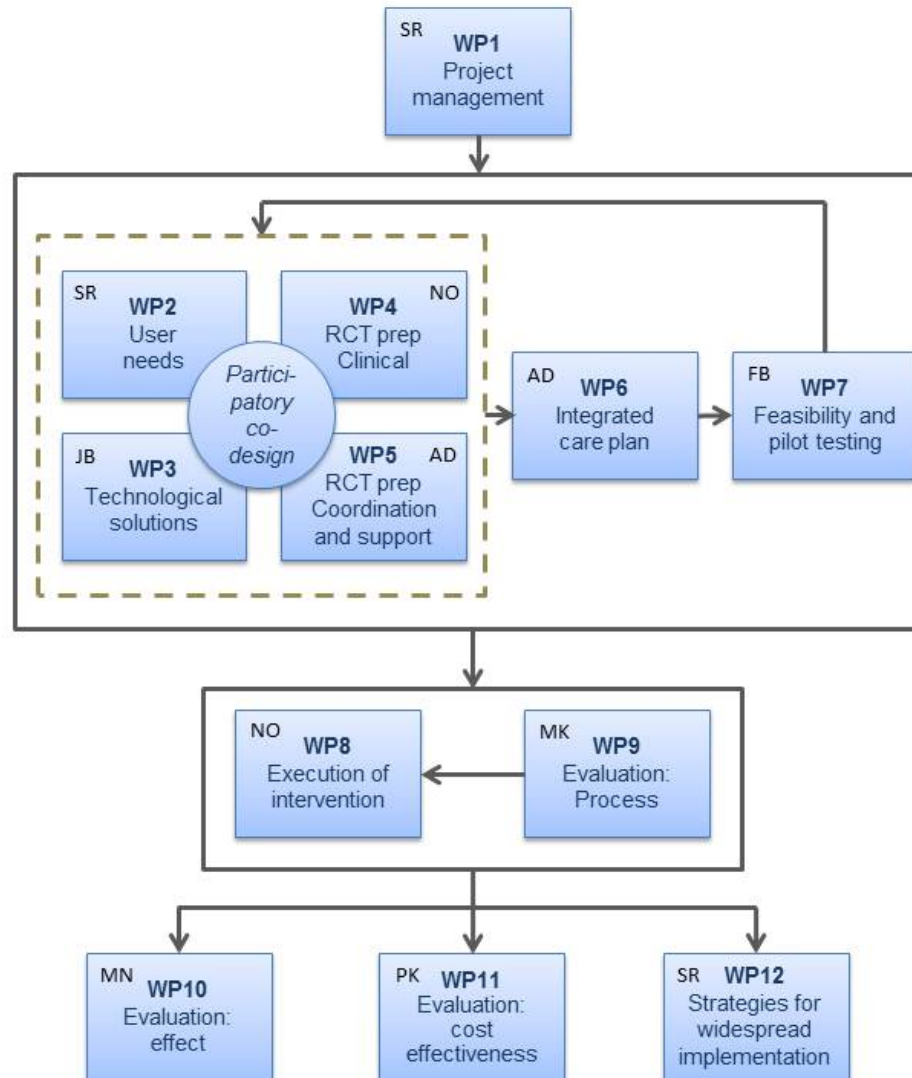 SR
WP1
Project
management
SR
WP2
User
needs
NO
WP4
RCT prep
Clinical
Partici-
patory
co-
design
JB
WP3
Technological
solutions
AD
WP5
RCT prep
Coordination
and support
AD
WP6
Integrated
care plan
FB
WP7
Feasibility and
pilot testing
NO
WP8
Execution of
intervention
MK
WP9
Evaluation:
Process
MN
WP10
Evaluation:
effect
PK
WP11
Evaluation:
cost
effectiveness
SR
WP12
Strategies for
widespread
implementation